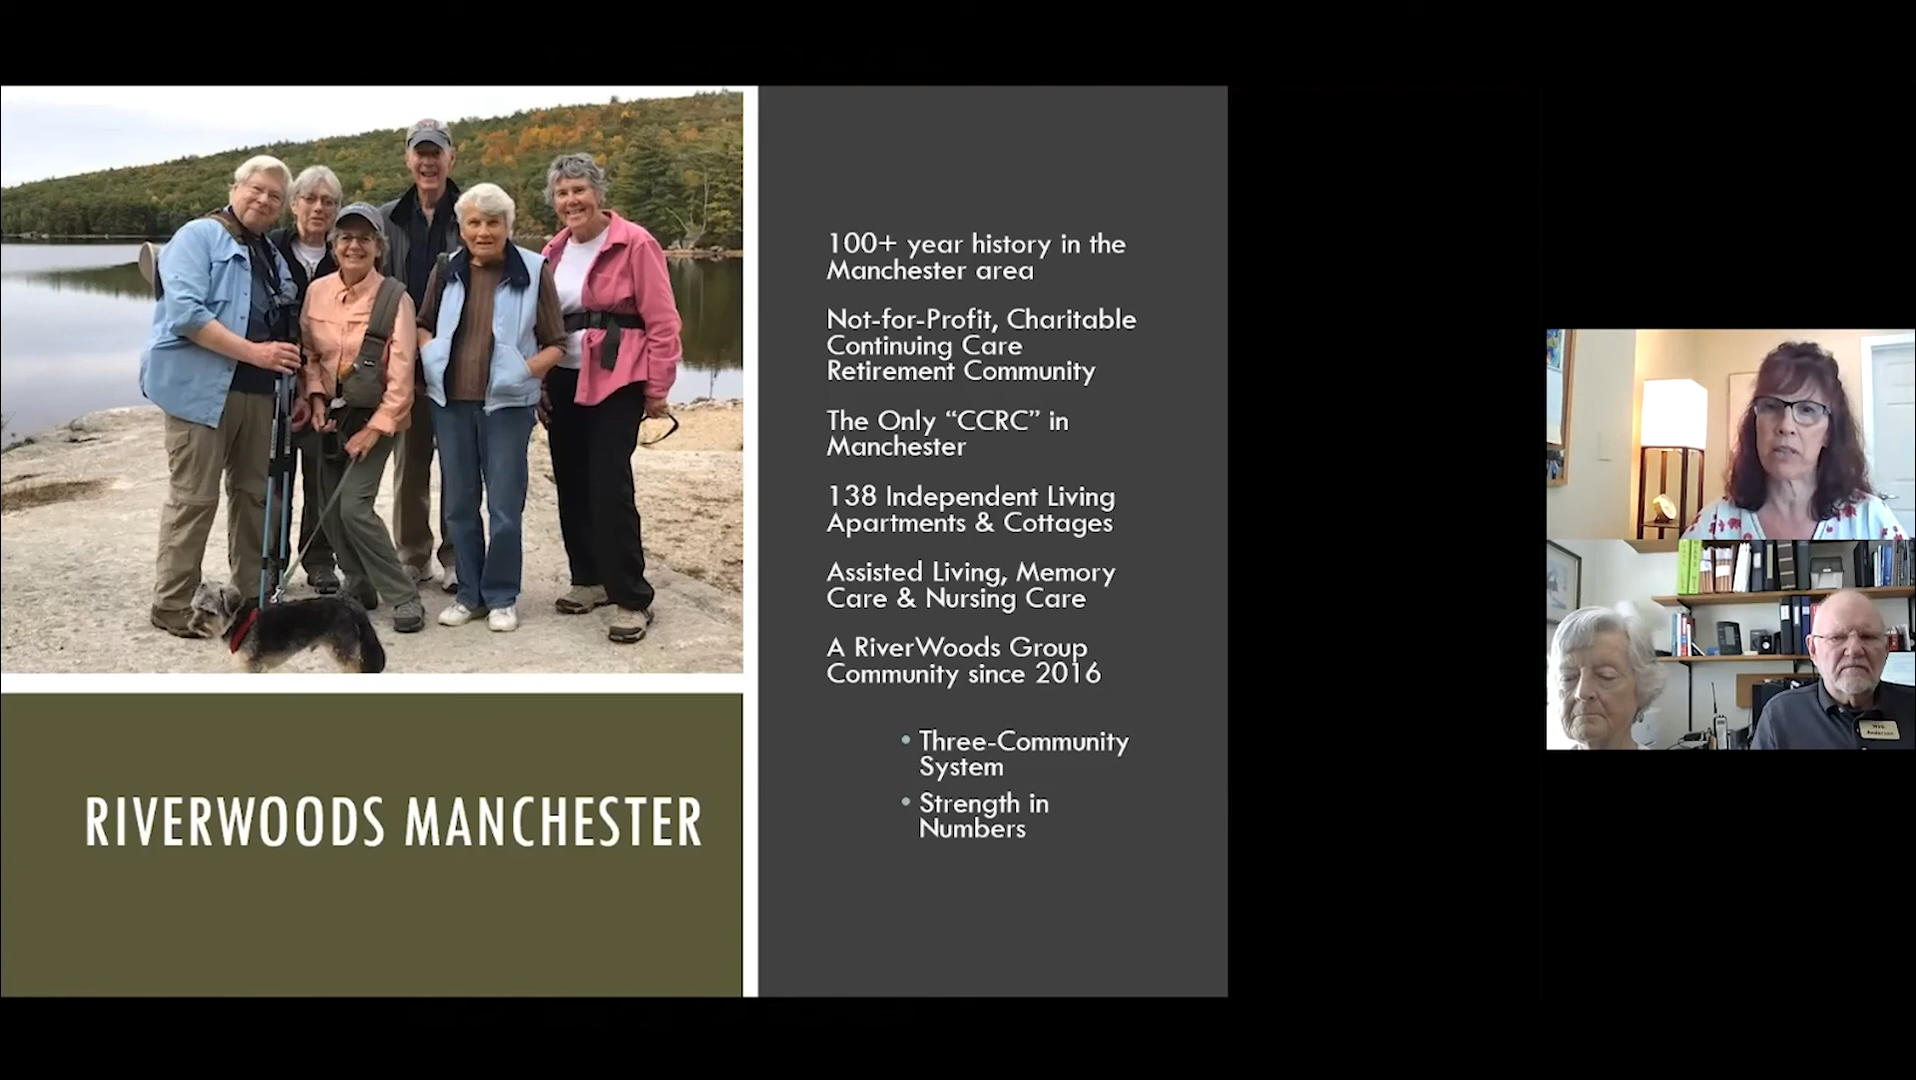 100+ year history in the
Manchester area
Not-for-Profit, Charitable
Continuing Care
Retirement Community
The Only “CCRC” in
Manchester
138 Independent Living
Apartments & Cottages
Assisted Living, Memory
Care & Nursing Care
A RiverWoods Group
Community since 2016
• Three-Community
System
• Strength in
Numbers
RIVERWOODS MANCHESTER
Anderson